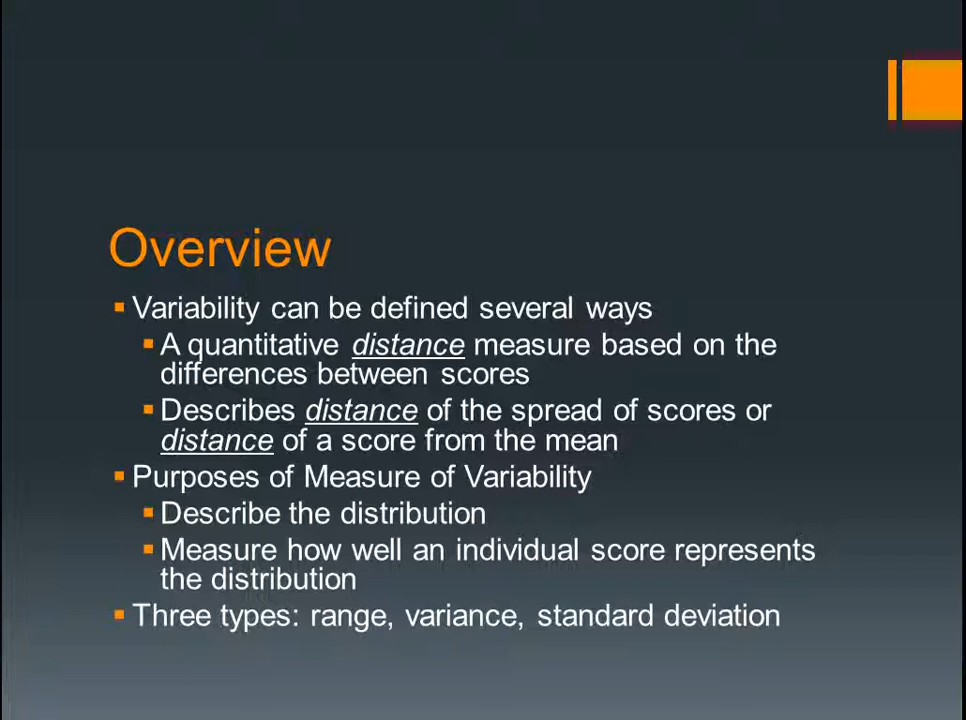 Overview
Variability can be defined several ways
A quantitative distance measure based on the
differences between scores
Describes distance of the spread of scores or
distance of a score from the mean
Purposes of Measure of Variability
Describe the distribution
Measure how well an individual score represents
the distribution
Three types: range, variance, standard deviation